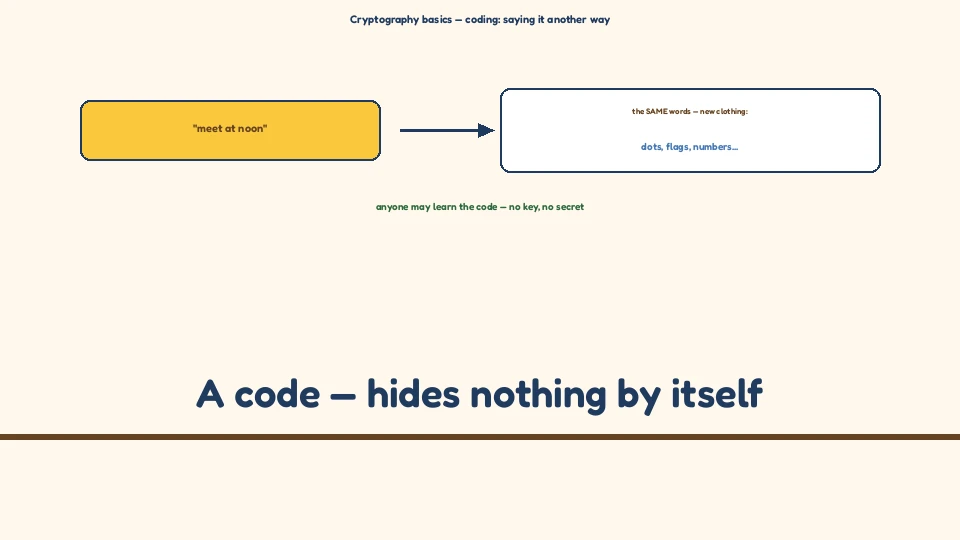 Cryptography basics — coding: saying it another way
"meet at noon"
the SAME words — new clothing:
dots, flags, numbers...
anyone may learn the code — no key, no secret
A code — hides nothing by itself